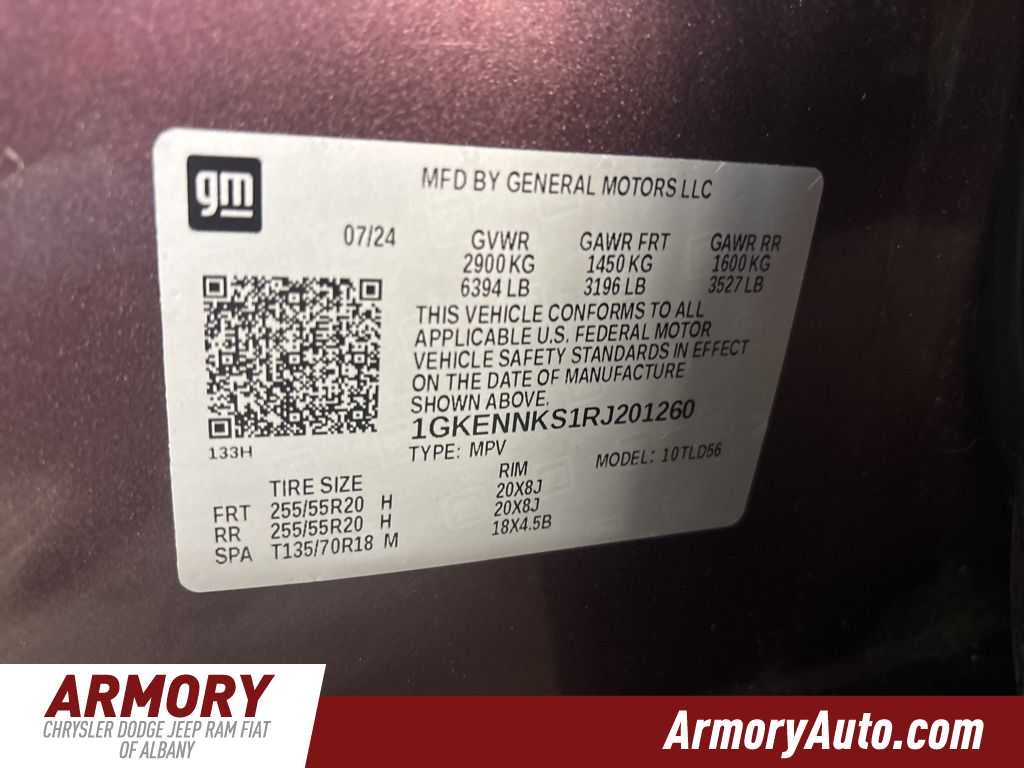 gm
MFD BY GENERAL MOTORS LLC
07/24 GVWR GAWR FRT GAWR RR
2900 KG 1450 KG 1600 KG
6394 LB 3196 LB 3527 LB
THIS VEHICLE CONFORMS TO ALL
APPLICABLE U.S. FEDERAL MOTOR
VEHICLE SAFETY STANDARDS IN EFFECT
ON THE DATE OF MANUFACTURE
SHOWN ABOVE.
1GKENNKS1RJ201260
133H
TYPE: MPV MODEL: 10TLD56
TIRE SIZE RIM
FRT 255/55R20 H 20X8J
RR 255/55R20 H 20X8J
SPA T135/70R18 M 18X4.5B
ARMORY
CHRYSLER DODGE JEEP RAM FIAT
OF ALBANY
ArmoryAuto.com